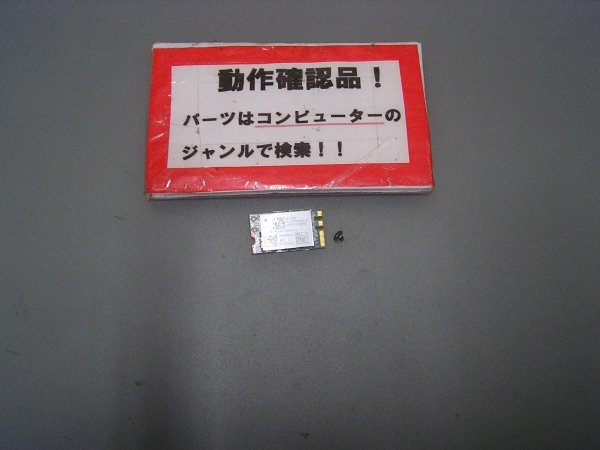 動作確認品！
パーツはコンピューターの
ジャンルで検索！！